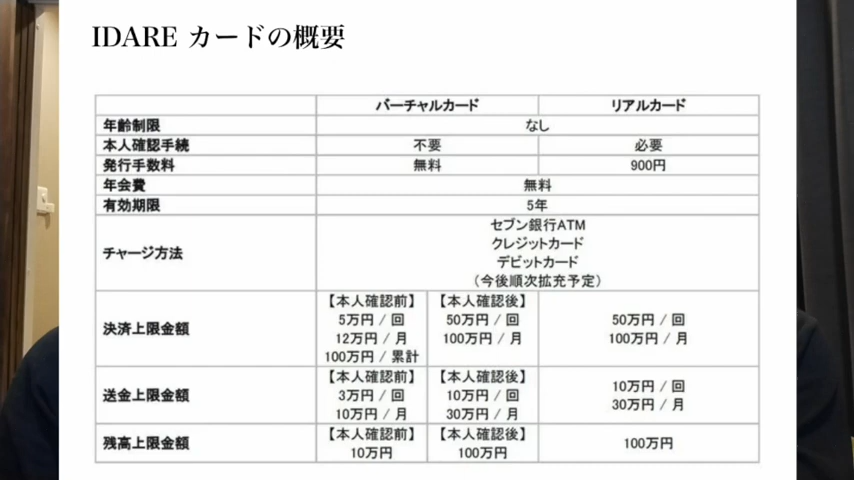 IDARE カードの概要
バーチャルカード リアルカード
年齢制限 なし
本人確認手続 不要 必要
発行手数料 無料 900円
年会費 無料
有効期限 5年
チャージ方法 セブン銀行ATM
クレジットカード
デビットカード
（今後順次拡充予定）
決済上限金額 【本人確認前】 【本人確認後】
5万円 / 回 50万円 / 回 50万円 / 回
12万円 / 月 100万円 / 月 100万円 / 月
100万円 / 累計
送金上限金額 【本人確認前】 【本人確認後】
3万円 / 回 10万円 / 回 10万円 / 回
10万円 / 月 30万円 / 月 30万円 / 月
残高上限金額 【本人確認前】 【本人確認後】
10万円 100万円 100万円